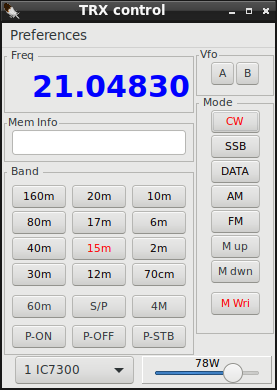 TRX control
Preferences
Freq
21.04830
Vfo
A B
Mem Info
Mode
CW
SSB
DATA
AM
FM
M up
M dwn
M Wri
Band
160m 20m 10m
80m 17m 6m
40m 15m 2m
30m 12m 70cm
60m S/P 4M
P-ON P-OFF P-STB
1 IC7300
78W